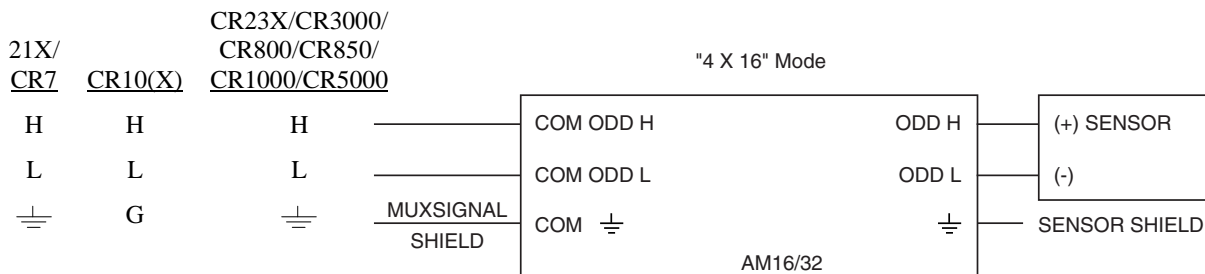 CR23X/CR3000/
21X/ CR800/CR850/
CR7 CR10(X) CR1000/CR5000
"4 X 16" Mode
H H H COM ODD H ODD H (+) SENSOR
L L L COM ODD L ODD L (-)
G MUXSIGNAL COM SENSOR SHIELD
SHIELD
AM16/32